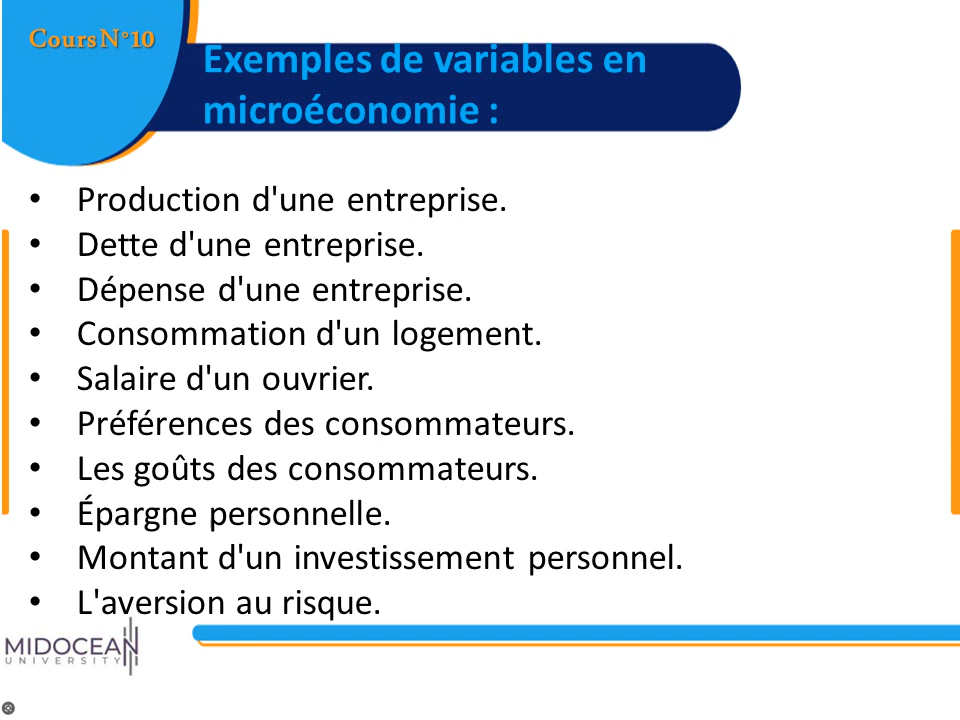 Cours N°10
Exemples de variables en
microéconomie :
• Production d'une entreprise.
• Dette d'une entreprise.
• Dépense d'une entreprise.
• Consommation d'un logement.
• Salaire d'un ouvrier.
• Préférences des consommateurs.
• Les goûts des consommateurs.
• Épargne personnelle.
• Montant d'un investissement personnel.
• L'aversion au risque.
MIDOCEAN
UNIVERSITY